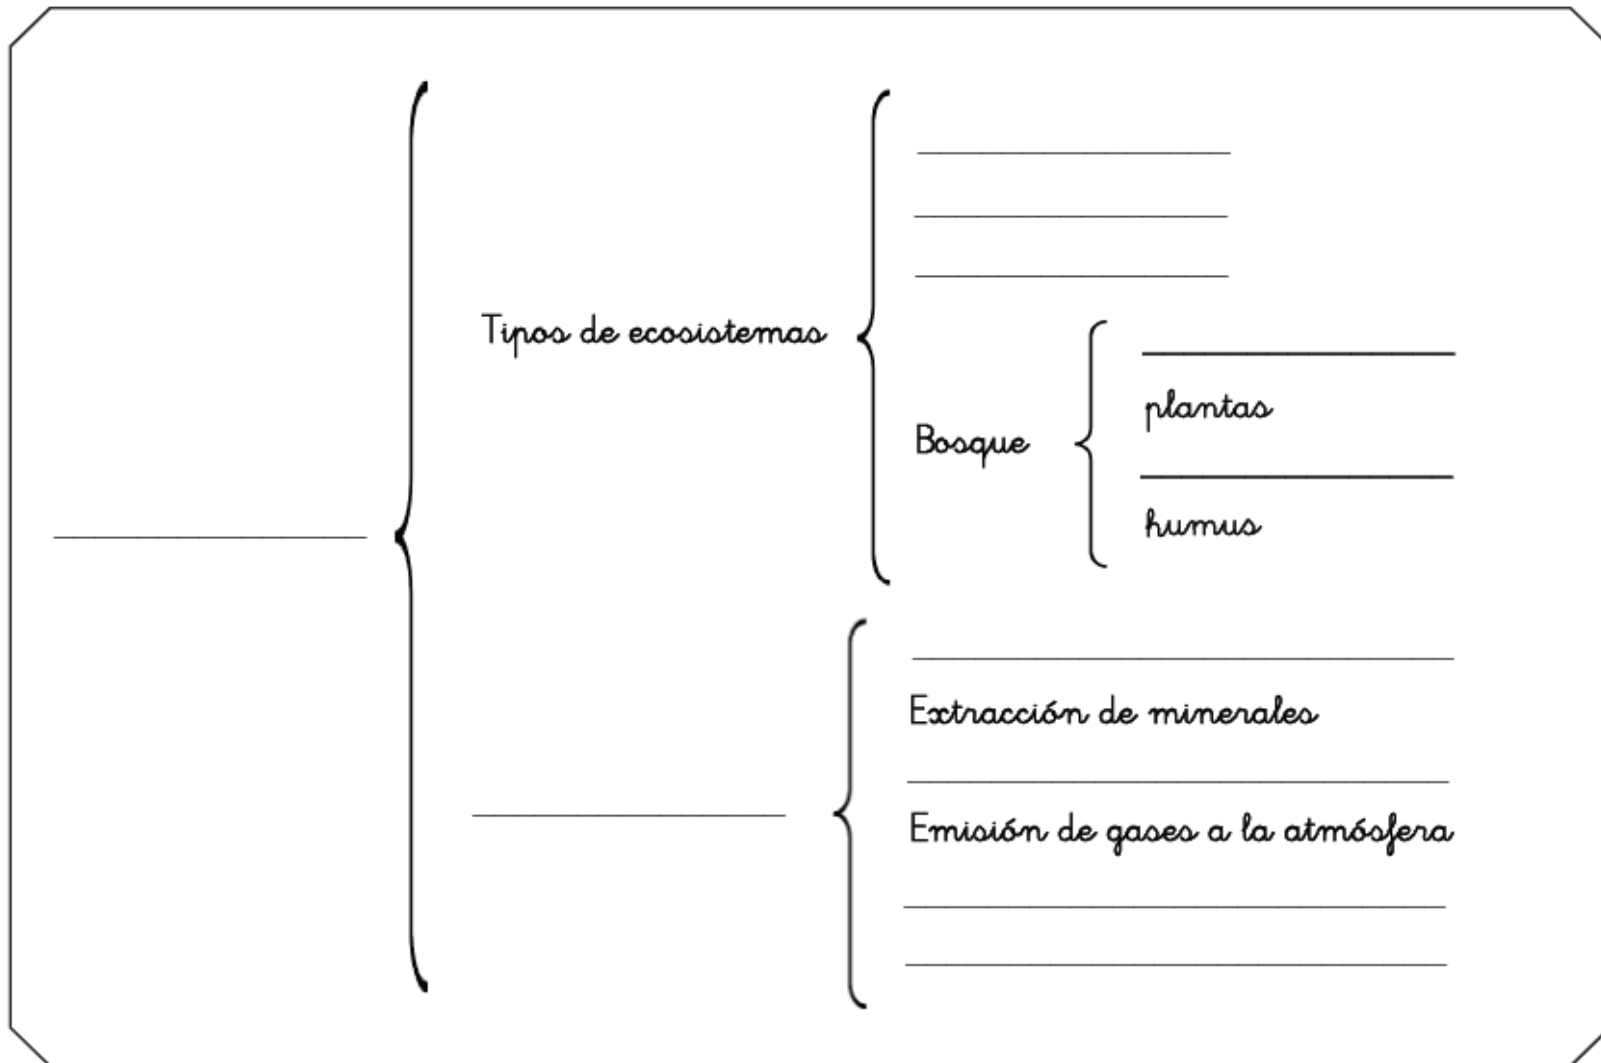 Tipos de ecosistemas
Bosque
plantas
humus
Extracción de minerales
Emisión de gases a la atmósfera